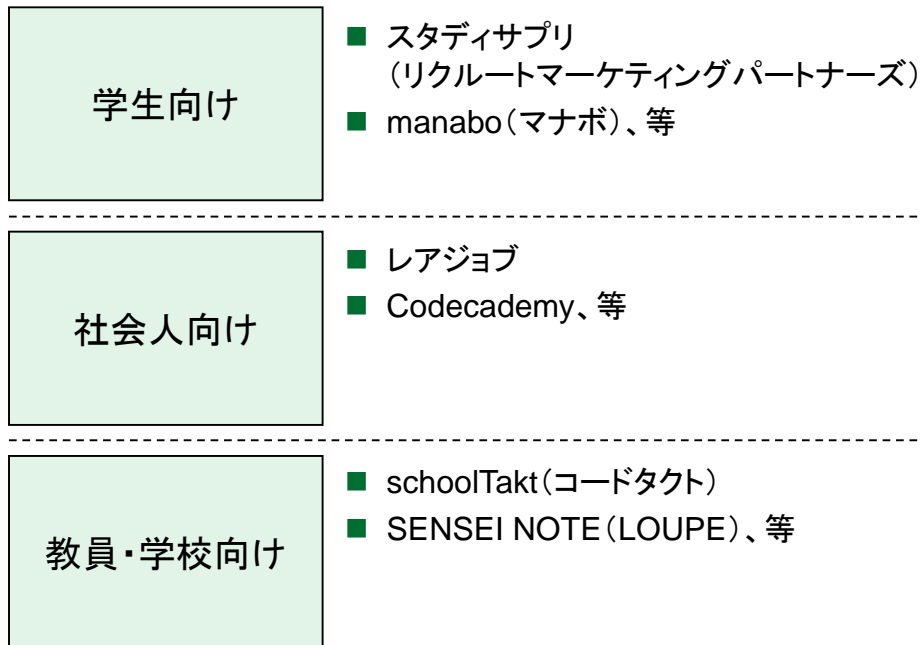 学生向け
■ スタディサプリ
（リクルートマーケティングパートナーズ）
■ manabo（マナボ）、等
社会人向け
■ レアジョブ
■ Codecademy、等
教員・学校向け
■ schoolTakt（コードタクト）
■ SENSEI NOTE（LOUPE）、等